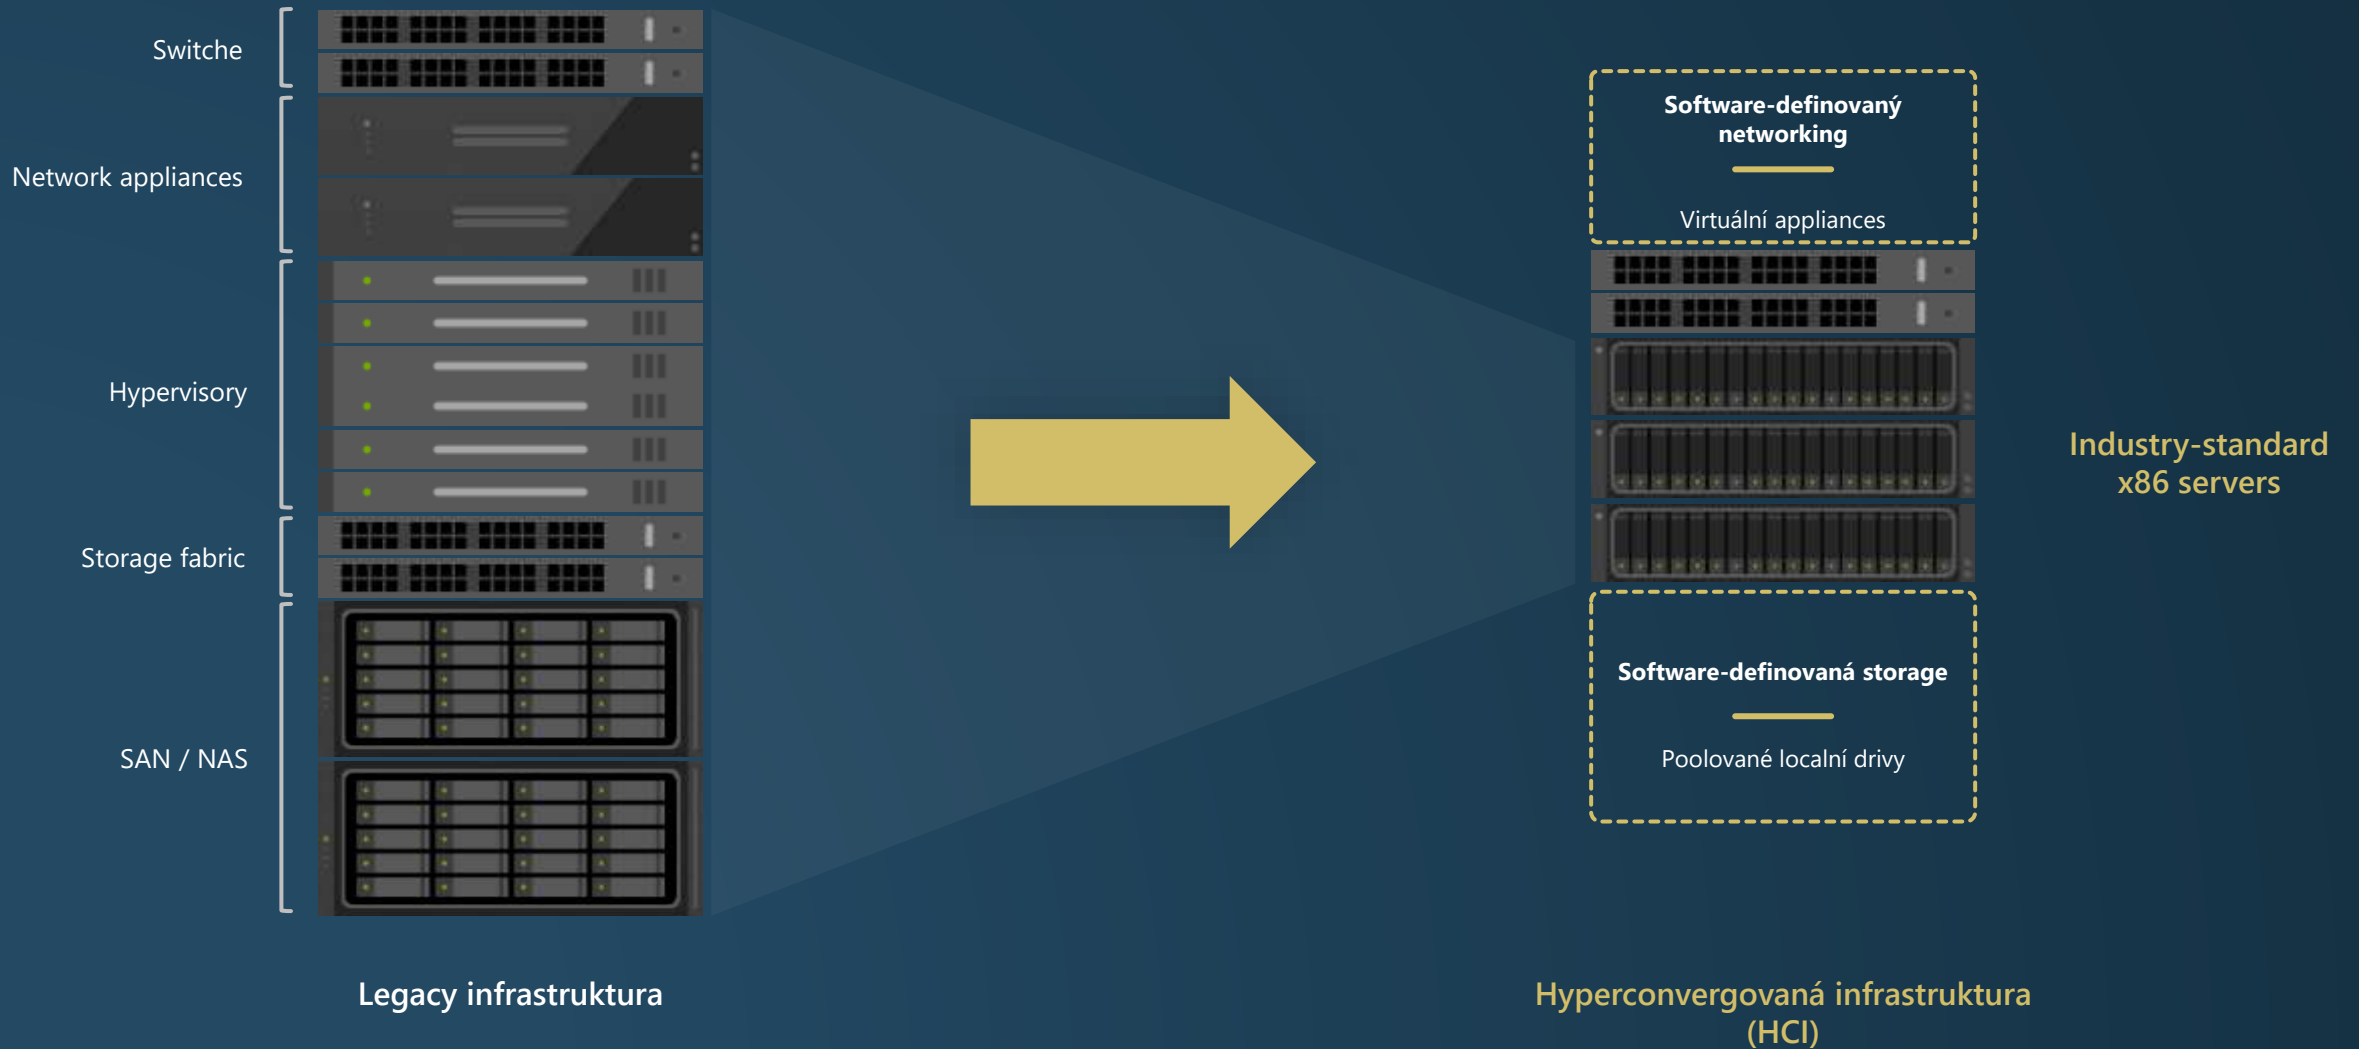 Switche
Network appliances
Hypervisory
Storage fabric
SAN / NAS
Legacy infrastruktura
Software-definovaný
networking
Virtuální appliances
Industry-standard
x86 servers
Software-definovaná storage
Poolované localní drivy
Hyperconvergovaná infrastruktura
(HCI)